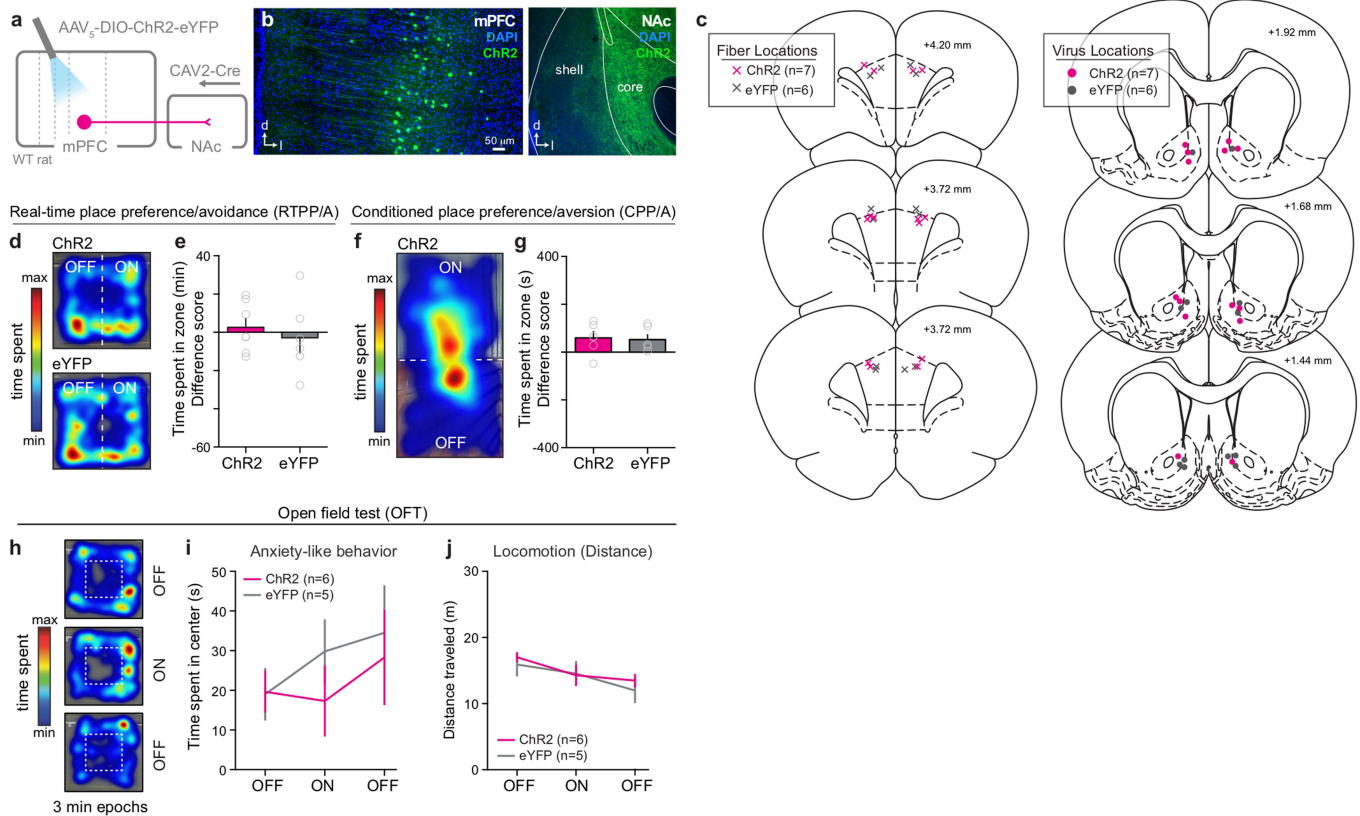 a
AAV5-DIO-ChR2-eYFP
CAV2-Cre
mPFC
NAc
WT rat
b
mPFC
DAPI
ChR2
d
l
50 µm
NAc
DAPI
ChR2
shell
core
d
l
c
Fiber Locations
ChR2 (n=7)
eYFP (n=6)
+4.20 mm
+3.72 mm
+3.72 mm
Virus Locations
ChR2 (n=7)
eYFP (n=6)
+1.92 mm
+1.68 mm
+1.44 mm
Real-time place preference/avoidance (RTPP/A)
d
ChR2
OFF
ON
eYFP
OFF
ON
max
time spent
min
e
Time spent in zone (min)
Difference score
40
-60
ChR2
eYFP
Conditioned place preference/aversion (CPP/A)
f
ChR2
ON
OFF
max
time spent
min
g
Time spent in zone (s)
Difference score
400
0
-400
ChR2
eYFP
Open field test (OFT)
h
max
time spent
min
OFF
ON
OFF
3 min epochs
i
Anxiety-like behavior
ChR2 (n=6)
eYFP (n=5)
Time spent in center (s)
50
40
30
20
10
0
OFF
ON
OFF
j
Locomotion (Distance)
Distance traveled (m)
30
20
10
0
ChR2 (n=6)
eYFP (n=5)
OFF
ON
OFF